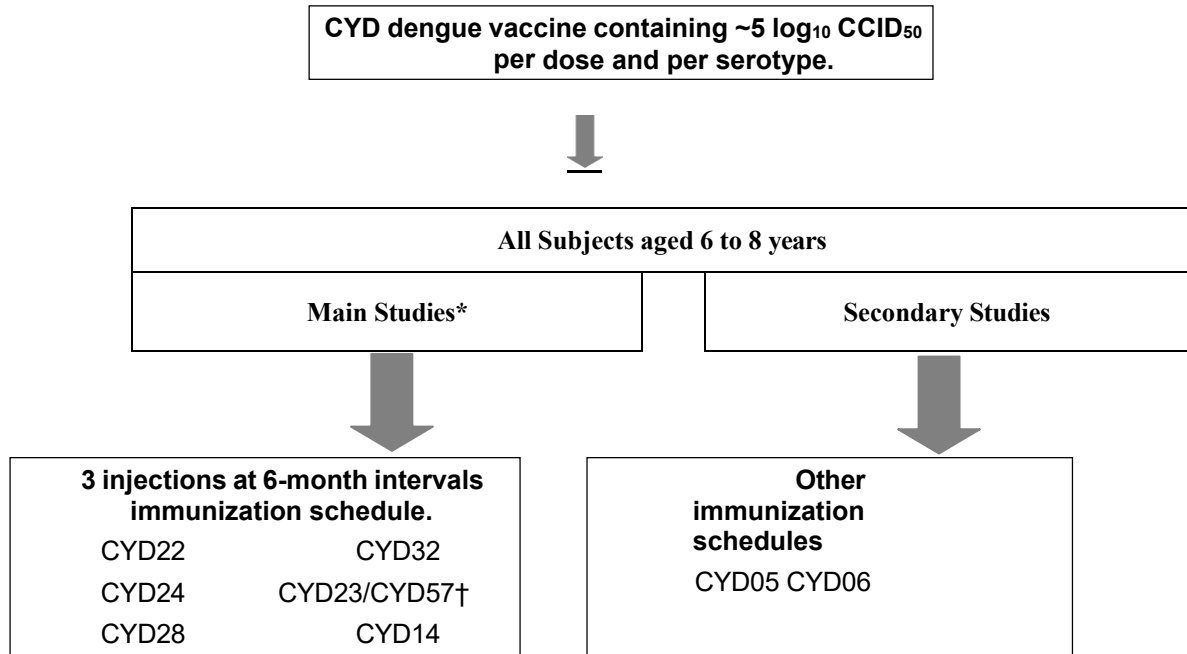 CYD dengue vaccine containing ~5 log₁₀ CCID₅₀
per dose and per serotype.
All Subjects aged 6 to 8 years
Main Studies*
Secondary Studies
3 injections at 6-month intervals
immunization schedule.
CYD22 CYD32
CYD24 CYD23/CYD57†
CYD28 CYD14
Other
immunization
schedules
CYD05 CYD06